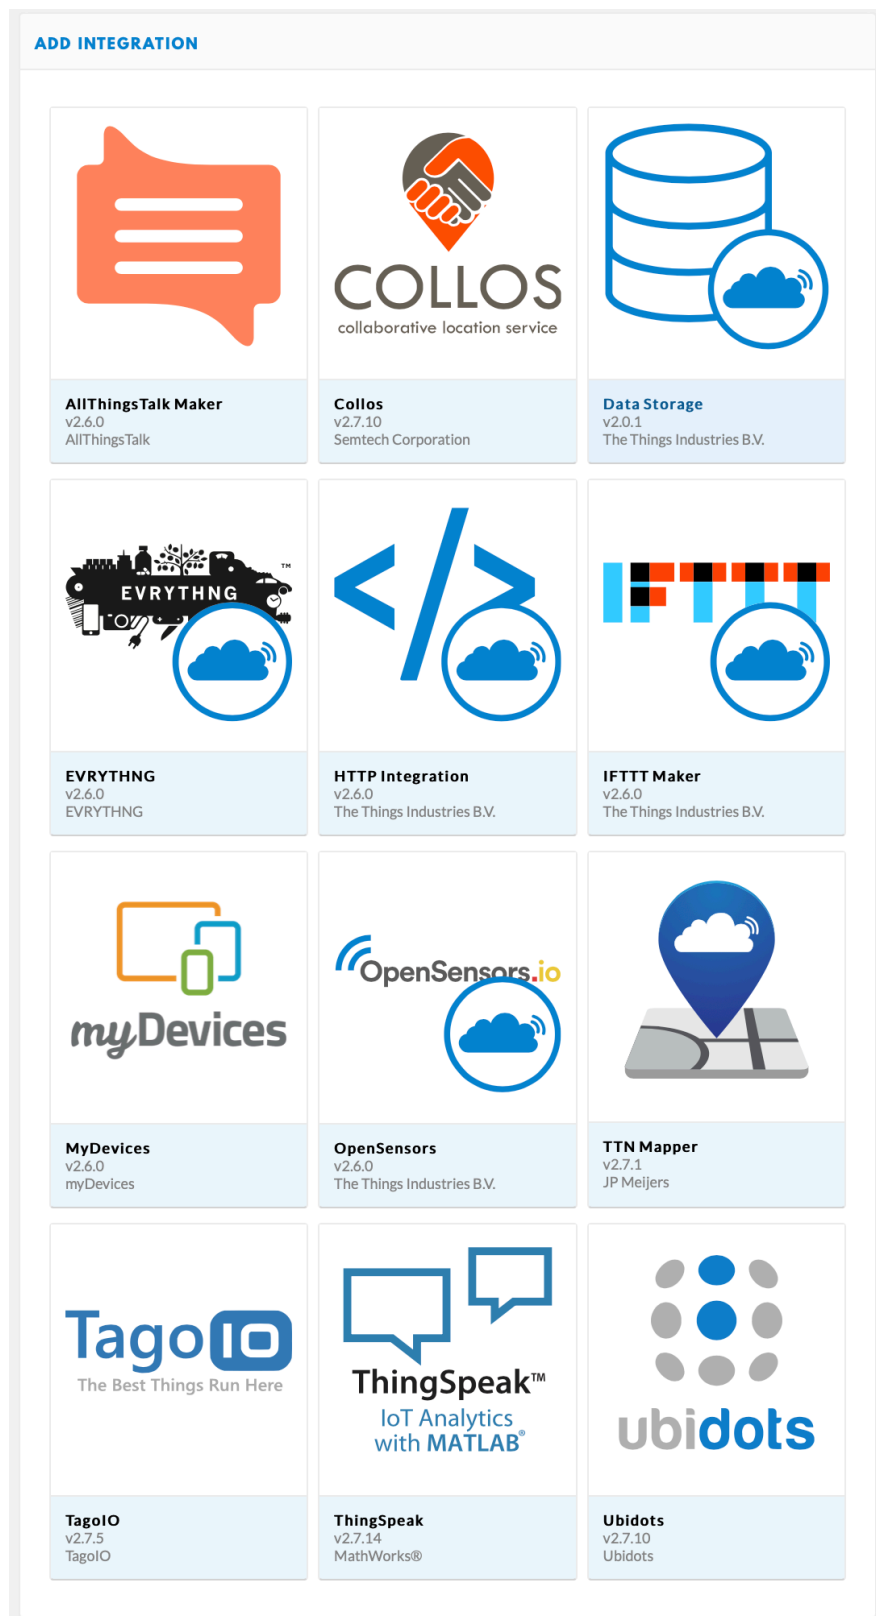 ADD INTEGRATION
COLLOS
collaborative location service
AllThingsTalk Maker
v2.6.0
AllThingsTalk
Collos
v2.7.10
Semtech Corporation
Data Storage
v2.0.1
The Things Industries B.V.
EVRYTHNG
TM
IFTTT
EVRYTHNG
v2.6.0
EVRYTHNG
HTTP Integration
v2.6.0
The Things Industries B.V.
IFTTT Maker
v2.6.0
The Things Industries B.V.
myDevices
OpenSensors.io
MyDevices
v2.6.0
myDevices
OpenSensors
v2.6.0
The Things Industries B.V.
TTN Mapper
v2.7.1
JP Meijers
Tago IO
The Best Things Run Here
ThingSpeak™
IoT Analytics
with MATLAB®
ubidots
TagoIO
v2.7.5
TagoIO
ThingSpeak
v2.7.14
MathWorks®
Ubidots
v2.7.10
Ubidots